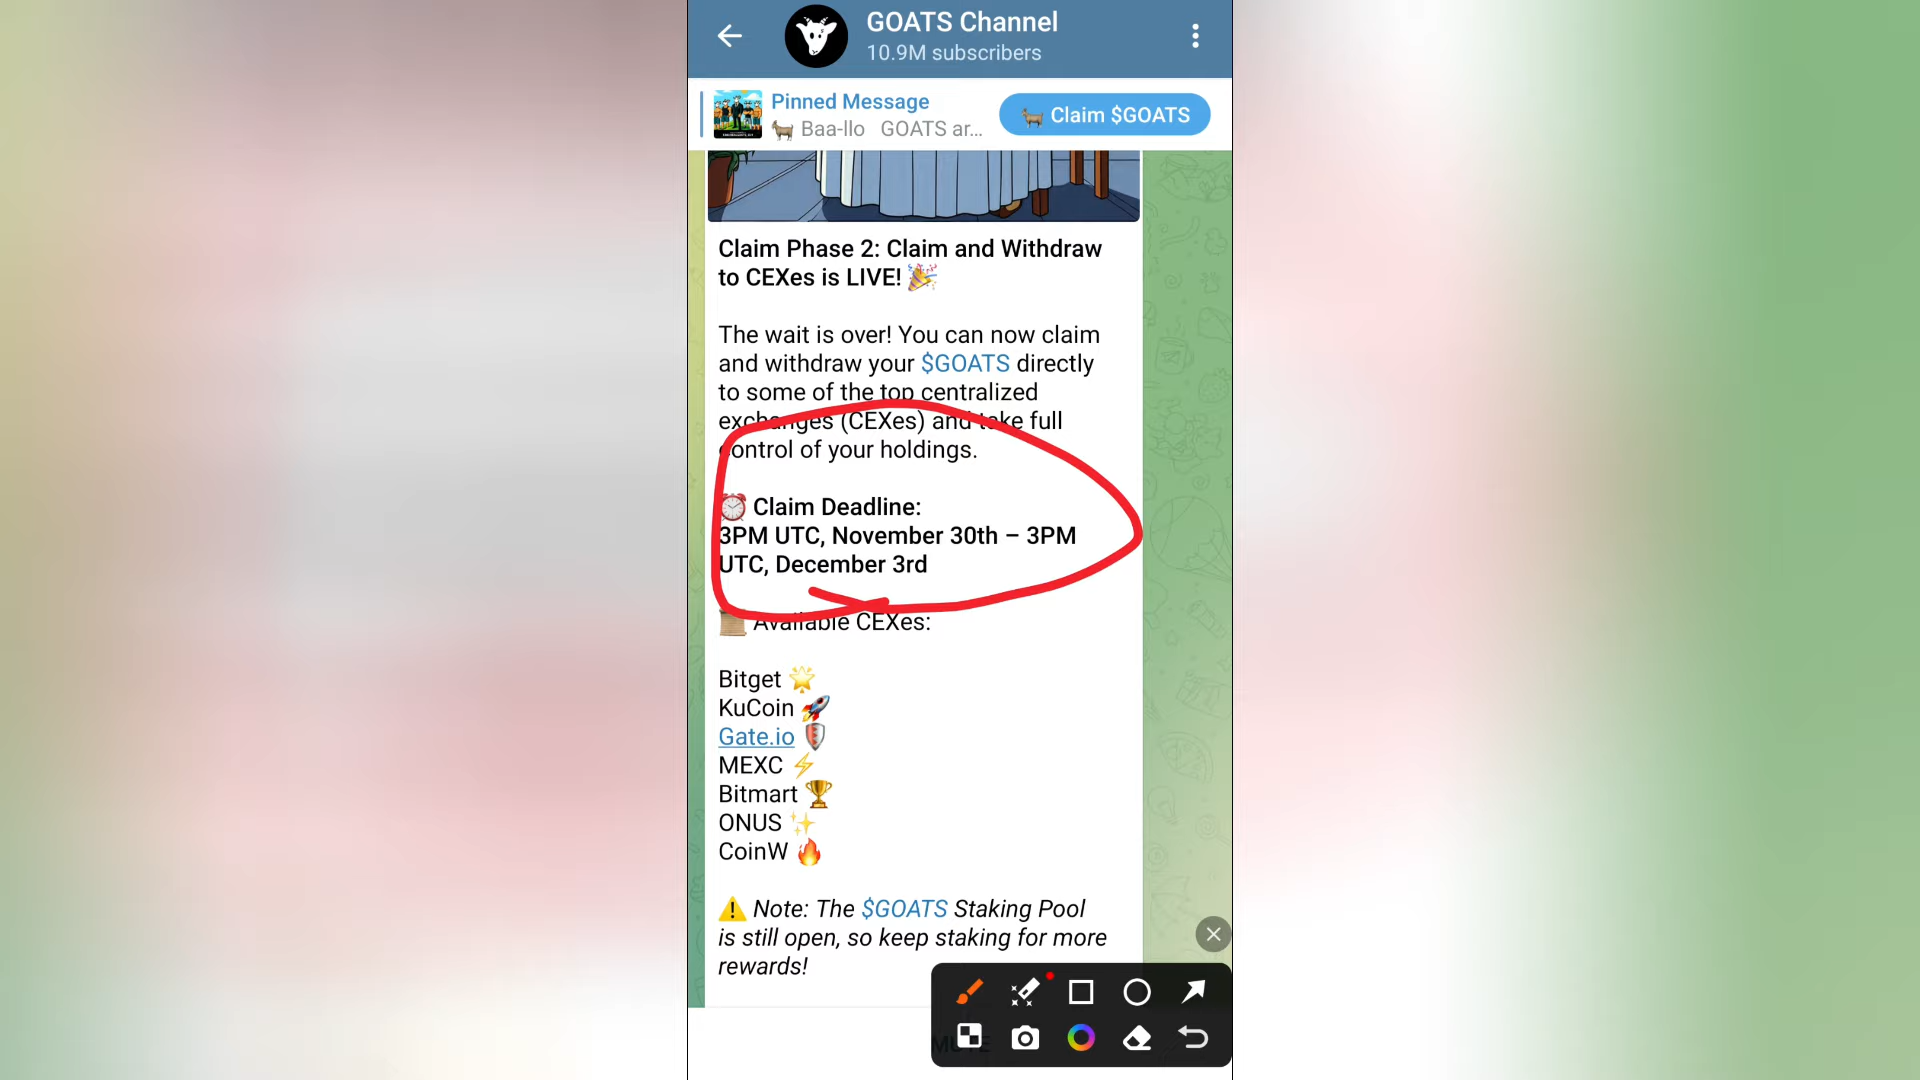 GOATS Channel
10.9M subscribers
Pinned Message
Baa-llo GOATS ar...
Claim $GOATS
Claim Phase 2: Claim and Withdraw
to CEXes is LIVE!
The wait is over! You can now claim
and withdraw your $GOATS directly
to some of the top centralized
exchanges (CEXes) and take full
control of your holdings.
Claim Deadline:
3PM UTC, November 30th – 3PM
UTC, December 3rd
Available CEXes:
Bitget
KuCoin
Gate.io
MEXC
Bitmart
ONUS
CoinW
Note: The $GOATS Staking Pool
is still open, so keep staking for more
rewards!